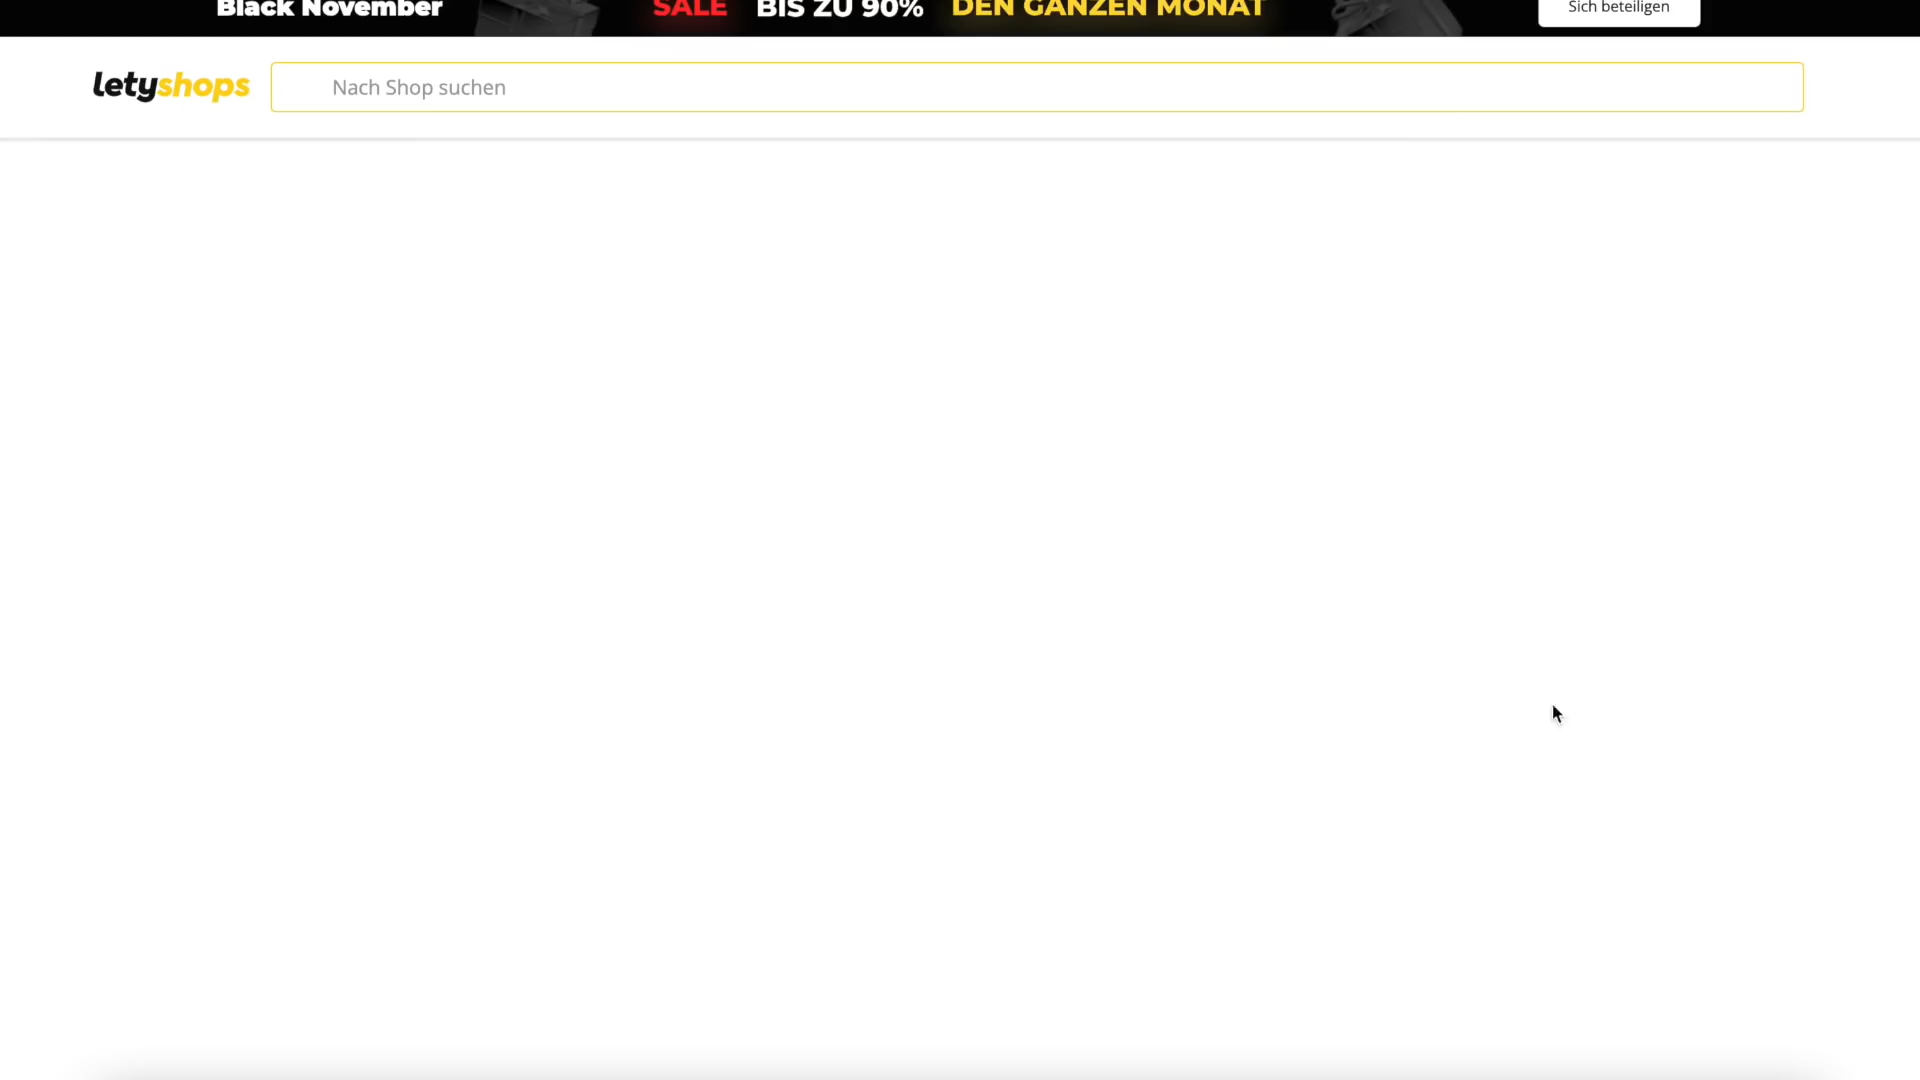 Black November SALE BIS ZU 90% DEN GANZEN MONAT Sich beteiligen
letyshops Nach Shop suchen